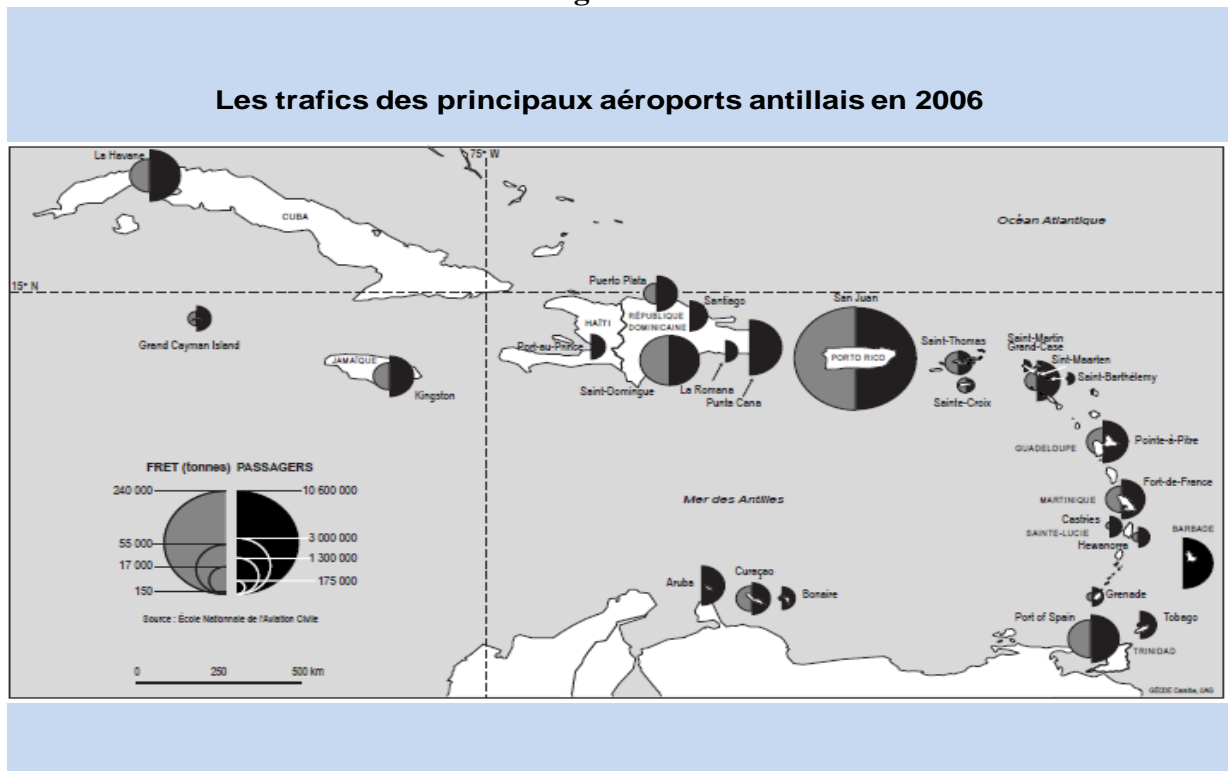 Les trafics des principaux aéroports antillais en 2006
La Havane
75° W
CUBA
Océan Atlantique
15° N
Puerto Plata
San Juan
Santiago
HAÏTI
RÉPUBLIQUE
DOMINICAINE
Grand Cayman Island
Port-au-Prince
JAMAÏQUE
Kingston
Saint-Domingue
La Romana
Punta Cana
PORTO RICO
Saint-Thomas
Sainte-Croix
Saint-Martin
Grand-Case
Sint-Maarten
Saint-Barthélemy
GUADELOUPE
Pointe-à-Pitre
FRET (tonnes) PASSAGERS
240 000
10 600 000
55 000
3 000 000
17 000
1 300 000
150
175 000
Source : École Nationnale de l'Aviation Civile
0 250 500 km
Mer des Antilles
MARTINIQUE
Fort-de-France
Castries
SAINTE-LUCIE
Hewanorra
BARBADE
Aruba
Curaçao
Bonaire
Grenade
Port of Spain
Tobago
TRINIDAD
GÉODE Caraïbe, UAG